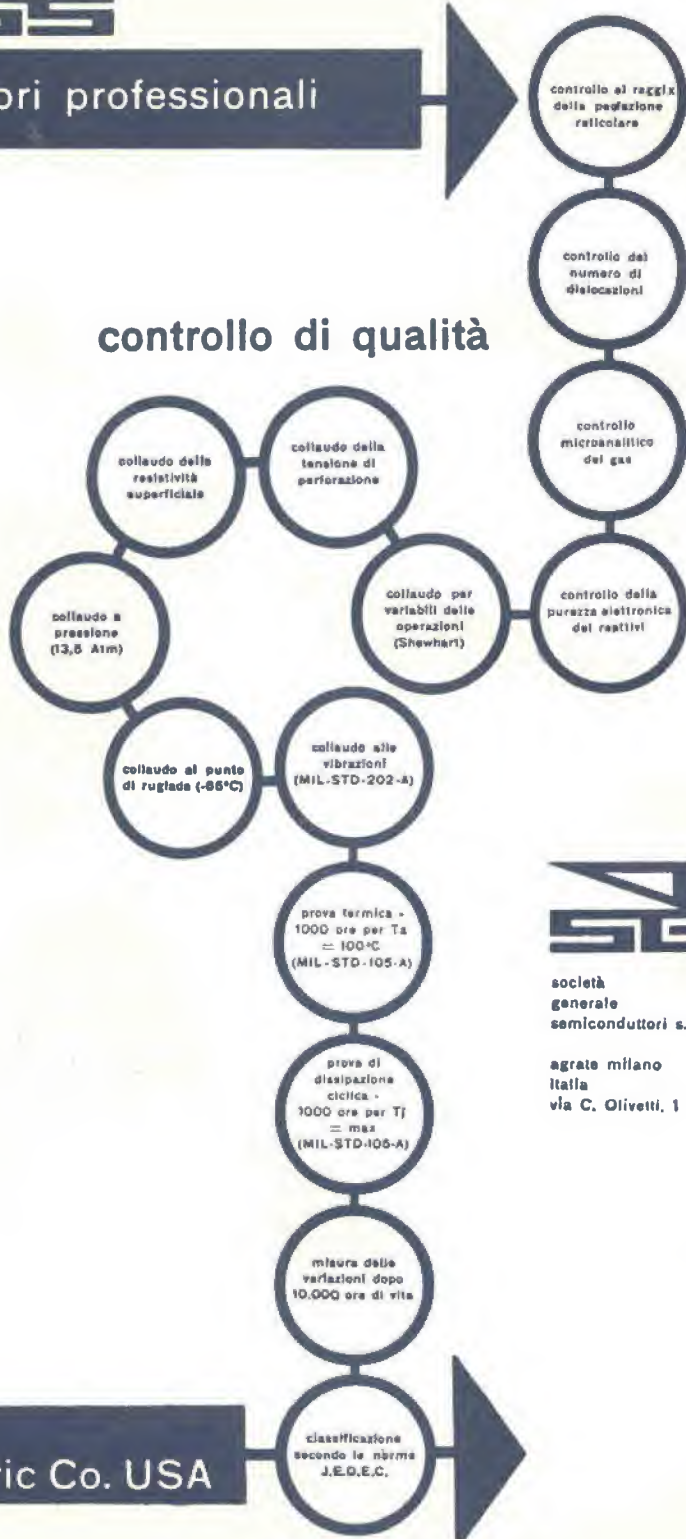 professionali
controllo ai raggi x
della perfezione
reticolare
controllo del
numero di
dislocazioni
controllo
microanalitico
dei gas
controllo della
purezza elettronica
dei reattivi
controllo di qualità
collaudo per
variabili delle
operazioni
(Shewhart)
collaudo della
tensione di
perforazione
collaudo della
resistività
superficiale
collaudo a
pressione
(13,5 Atm)
collaudo al punto
di rugiada (-65°C)
collaudo alle
vibrazioni
(MIL-STD-202-A)
prova termica -
1000 ore per Ta
= 100°C
(MIL-STD-105-A)
prova di
dissipazione
ciclica -
1000 ore per Tj
= max
(MIL-STD-105-A)
misura delle
variazioni dopo
10.000 ore di vita
classificazione
secondo le norme
J.E.D.E.C.
società
generale
semiconduttori s.
agrate milano
italia
via C. Olivetti, 1
Co. USA